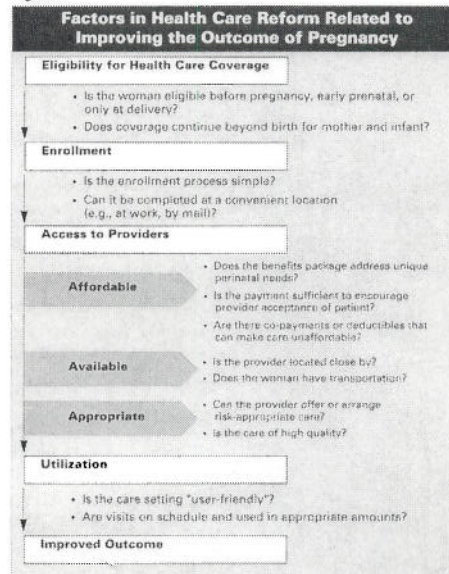 Factors in Health Care Reform Related to
Improving the Outcome of Pregnancy
Eligibility for Health Care Coverage
• Is the woman eligible before pregnancy, early prenatal, or
only at delivery?
• Does coverage continue beyond birth for mother and infant?
Enrollment
• Is the enrollment process simple?
• Can it be completed at a convenient location
(e.g., at work, by mail)?
Access to Providers
Affordable
• Does the benefits package address unique
perinatal needs?
• Is the payment sufficient to encourage
provider acceptance of patient?
• Are there co-payments or deductibles that
can make care unaffordable?
Available
• Is the provider located close by?
• Does the woman have transportation?
Appropriate
• Can the provider offer or arrange
risk-appropriate care?
• Is the care of high quality?
Utilization
• Is the care setting "user-friendly"?
• Are visits on schedule and used in appropriate amounts?
Improved Outcome